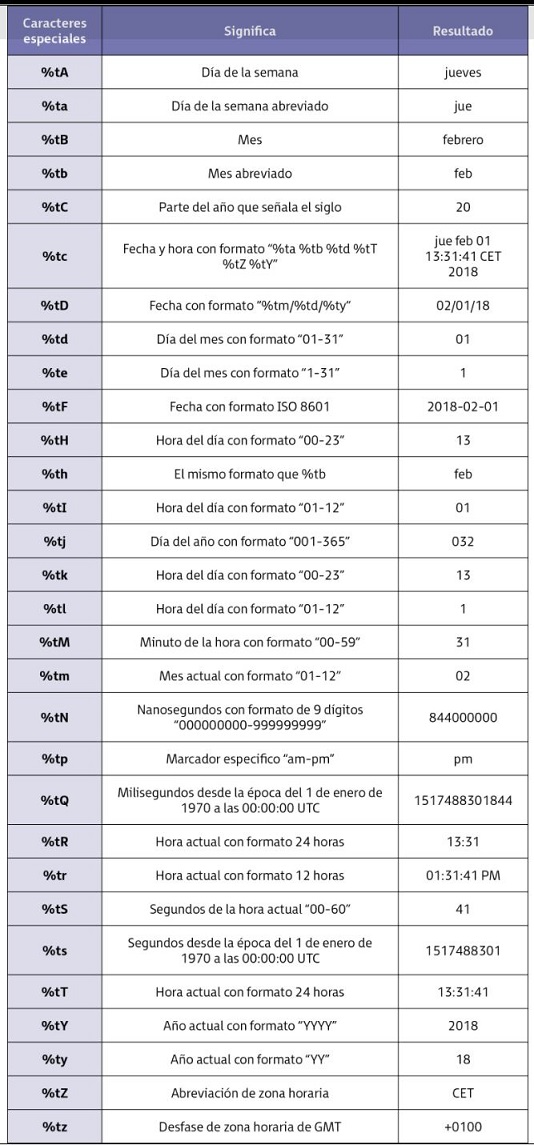 Caracteres especiales Significa Resultado
%tA Día de la semana jueves
%ta Día de la semana abreviado jue
%tB Mes febrero
%tb Mes abreviado feb
%tC Parte del año que señala el siglo 20
%tc Fecha y hora con formato “%ta %tb %td %tT %tZ %tY” jue feb 01 13:31:41 CET 2018
%tD Fecha con formato “%tm/%td/%ty” 02/01/18
%td Día del mes con formato “01-31” 01
%te Día del mes con formato “1-31” 1
%tF Fecha con formato ISO 8601 2018-02-01
%tH Hora del día con formato “00-23” 13
%th El mismo formato que %tb feb
%tI Hora del día con formato “01-12” 01
%tj Día del año con formato “001-365” 032
%tk Hora del día con formato “00-23” 13
%tl Hora del día con formato “01-12” 1
%tM Minuto de la hora con formato “00-59” 31
%tm Mes actual con formato “01-12” 02
%tN Nanosegundos con formato de 9 dígitos “000000000-999999999” 844000000
%tp Marcador especifico “am-pm” pm
%tQ Milisegundos desde la época del 1 de enero de 1970 a las 00:00:00 UTC 1517488301844
%tR Hora actual con formato 24 horas 13:31
%tr Hora actual con formato 12 horas 01:31:41 PM
%tS Segundos de la hora actual “00-60” 41
%ts Segundos desde la época del 1 de enero de 1970 a las 00:00:00 UTC 1517488301
%tT Hora actual con formato 24 horas 13:31:41
%tY Año actual con formato “YYYY” 2018
%ty Año actual con formato “YY” 18
%tZ Abreviación de zona horaria CET
%tz Desfase de zona horaria de GMT +0100